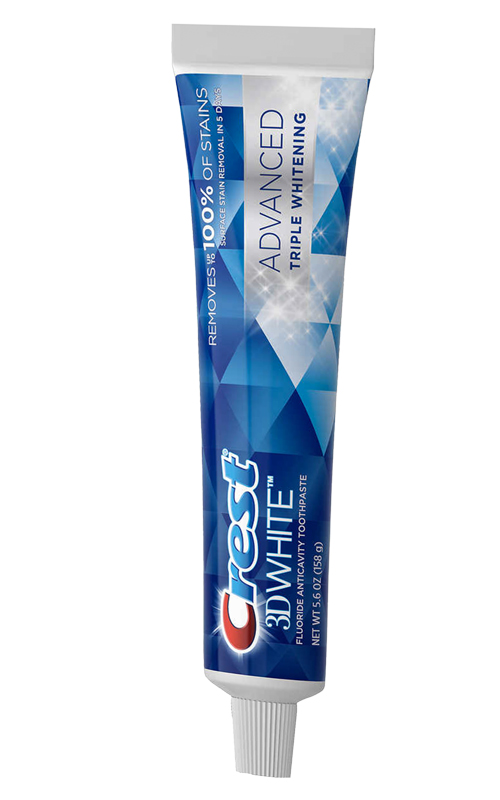 Crest®
3D WHITE™
FLUORIDE ANTICAVITY TOOTHPASTE
NET WT 5.6 OZ (158 g)
REMOVES UP TO 100% OF STAINS
SURFACE STAIN REMOVAL IN 5 DAYS
ADVANCED
TRIPLE WHITENING